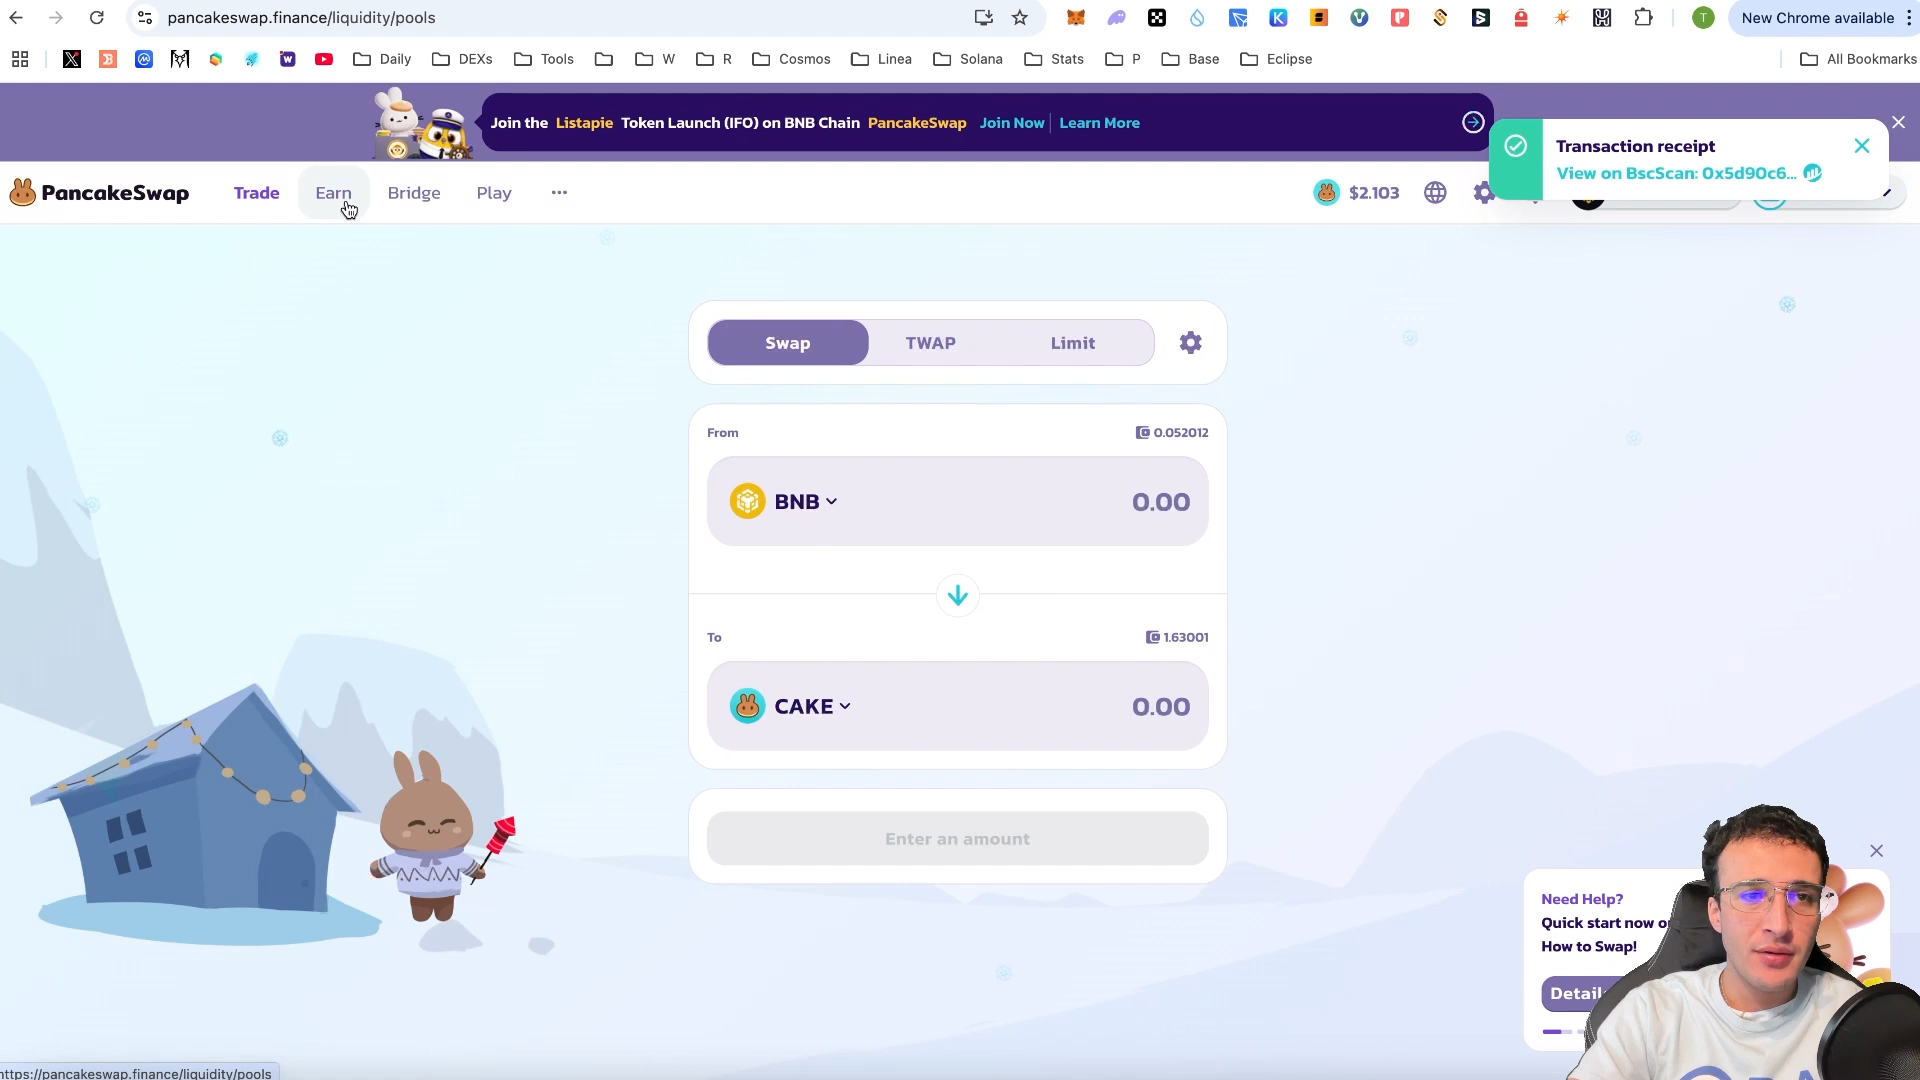 pancakeswap.finance/liquidity/pools
T
New Chrome available
Daily
DEXs
Tools
W
R
Cosmos
Linea
Solana
Stats
P
Base
Eclipse
All Bookmarks
Join the Listapie Token Launch (IFO) on BNB Chain PancakeSwap Join Now Learn More
Transaction receipt
View on BscScan: 0x5d90c6...
PancakeSwap
Trade
Earn
Bridge
Play
$2.103
Swap
TWAP
Limit
From
0.052012
BNB
0.00
To
1.63001
CAKE
0.00
Enter an amount
Need Help?
Quick start now
How to Swap!
https://pancakeswap.finance/liquidity/pools